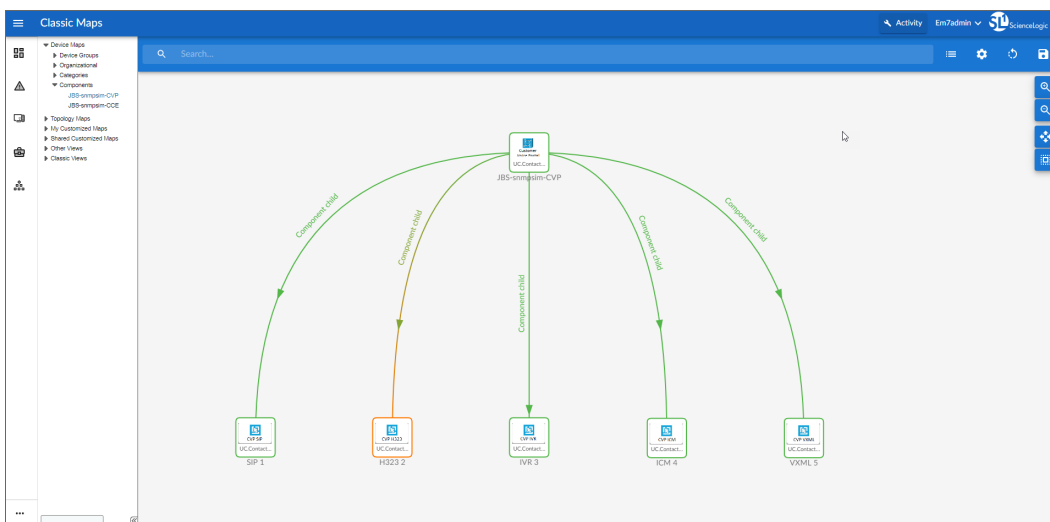 Classic Maps
Activity
Em7admin
ScienceLogic
Device Maps
Device Groups
Organizational
Categories
Components
JBS-snmpsim-CVP
JBS-snmpsim-CCE
Topology Maps
My Customized Maps
Shared Customized Maps
Other Views
Classic Views
Search...
Customer
Voice Portal
UC.Contact...
JBS-snmpsim-CVP
Component child
Component child
Component child
Component child
Component child
CVP SIP
UC.Contact...
SIP 1
CVP H323
UC.Contact...
H323 2
CVP IVR
UC.Contact...
IVR 3
CVP ICM
UC.Contact...
ICM 4
CVP VXML
UC.Contact...
VXML 5